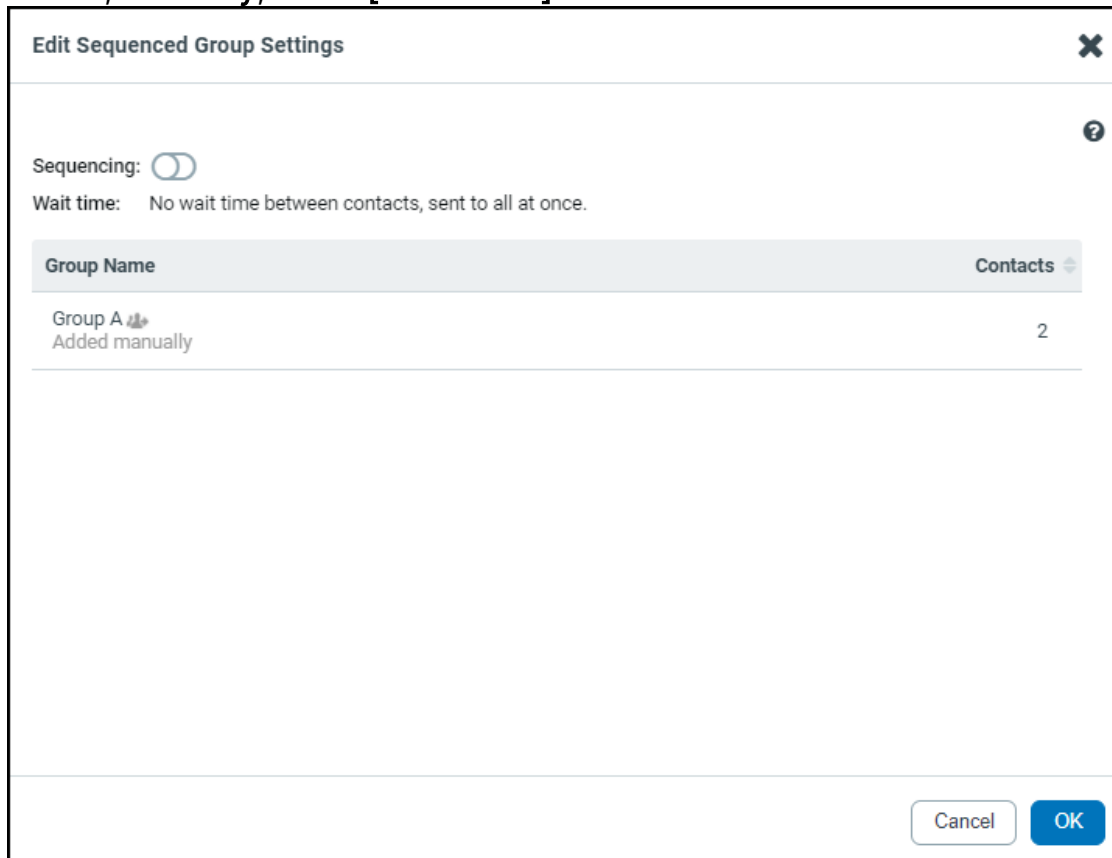 Edit Sequenced Group Settings
Sequencing:
Wait time: No wait time between contacts, sent to all at once.
Group Name Contacts
Group A
Added manually
2
Cancel OK